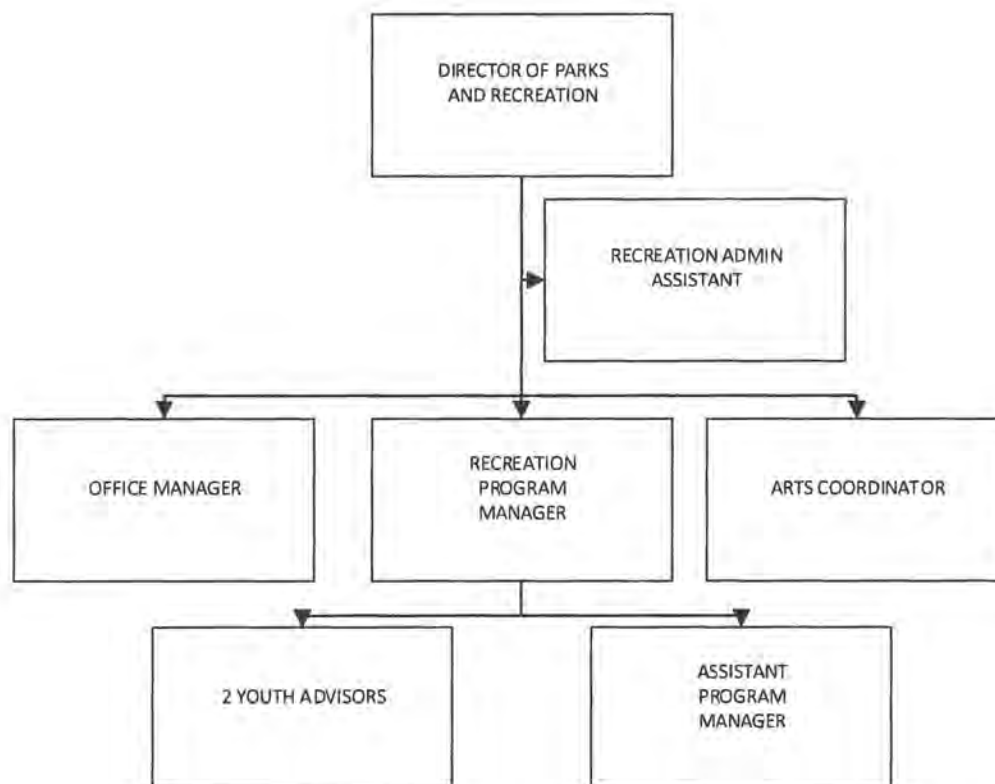 DIRECTOR OF PARKS
AND RECREATION
RECREATION ADMIN
ASSISTANT
OFFICE MANAGER
RECREATION
PROGRAM
MANAGER
ARTS COORDINATOR
2 YOUTH ADVISORS
ASSISTANT
PROGRAM
MANAGER